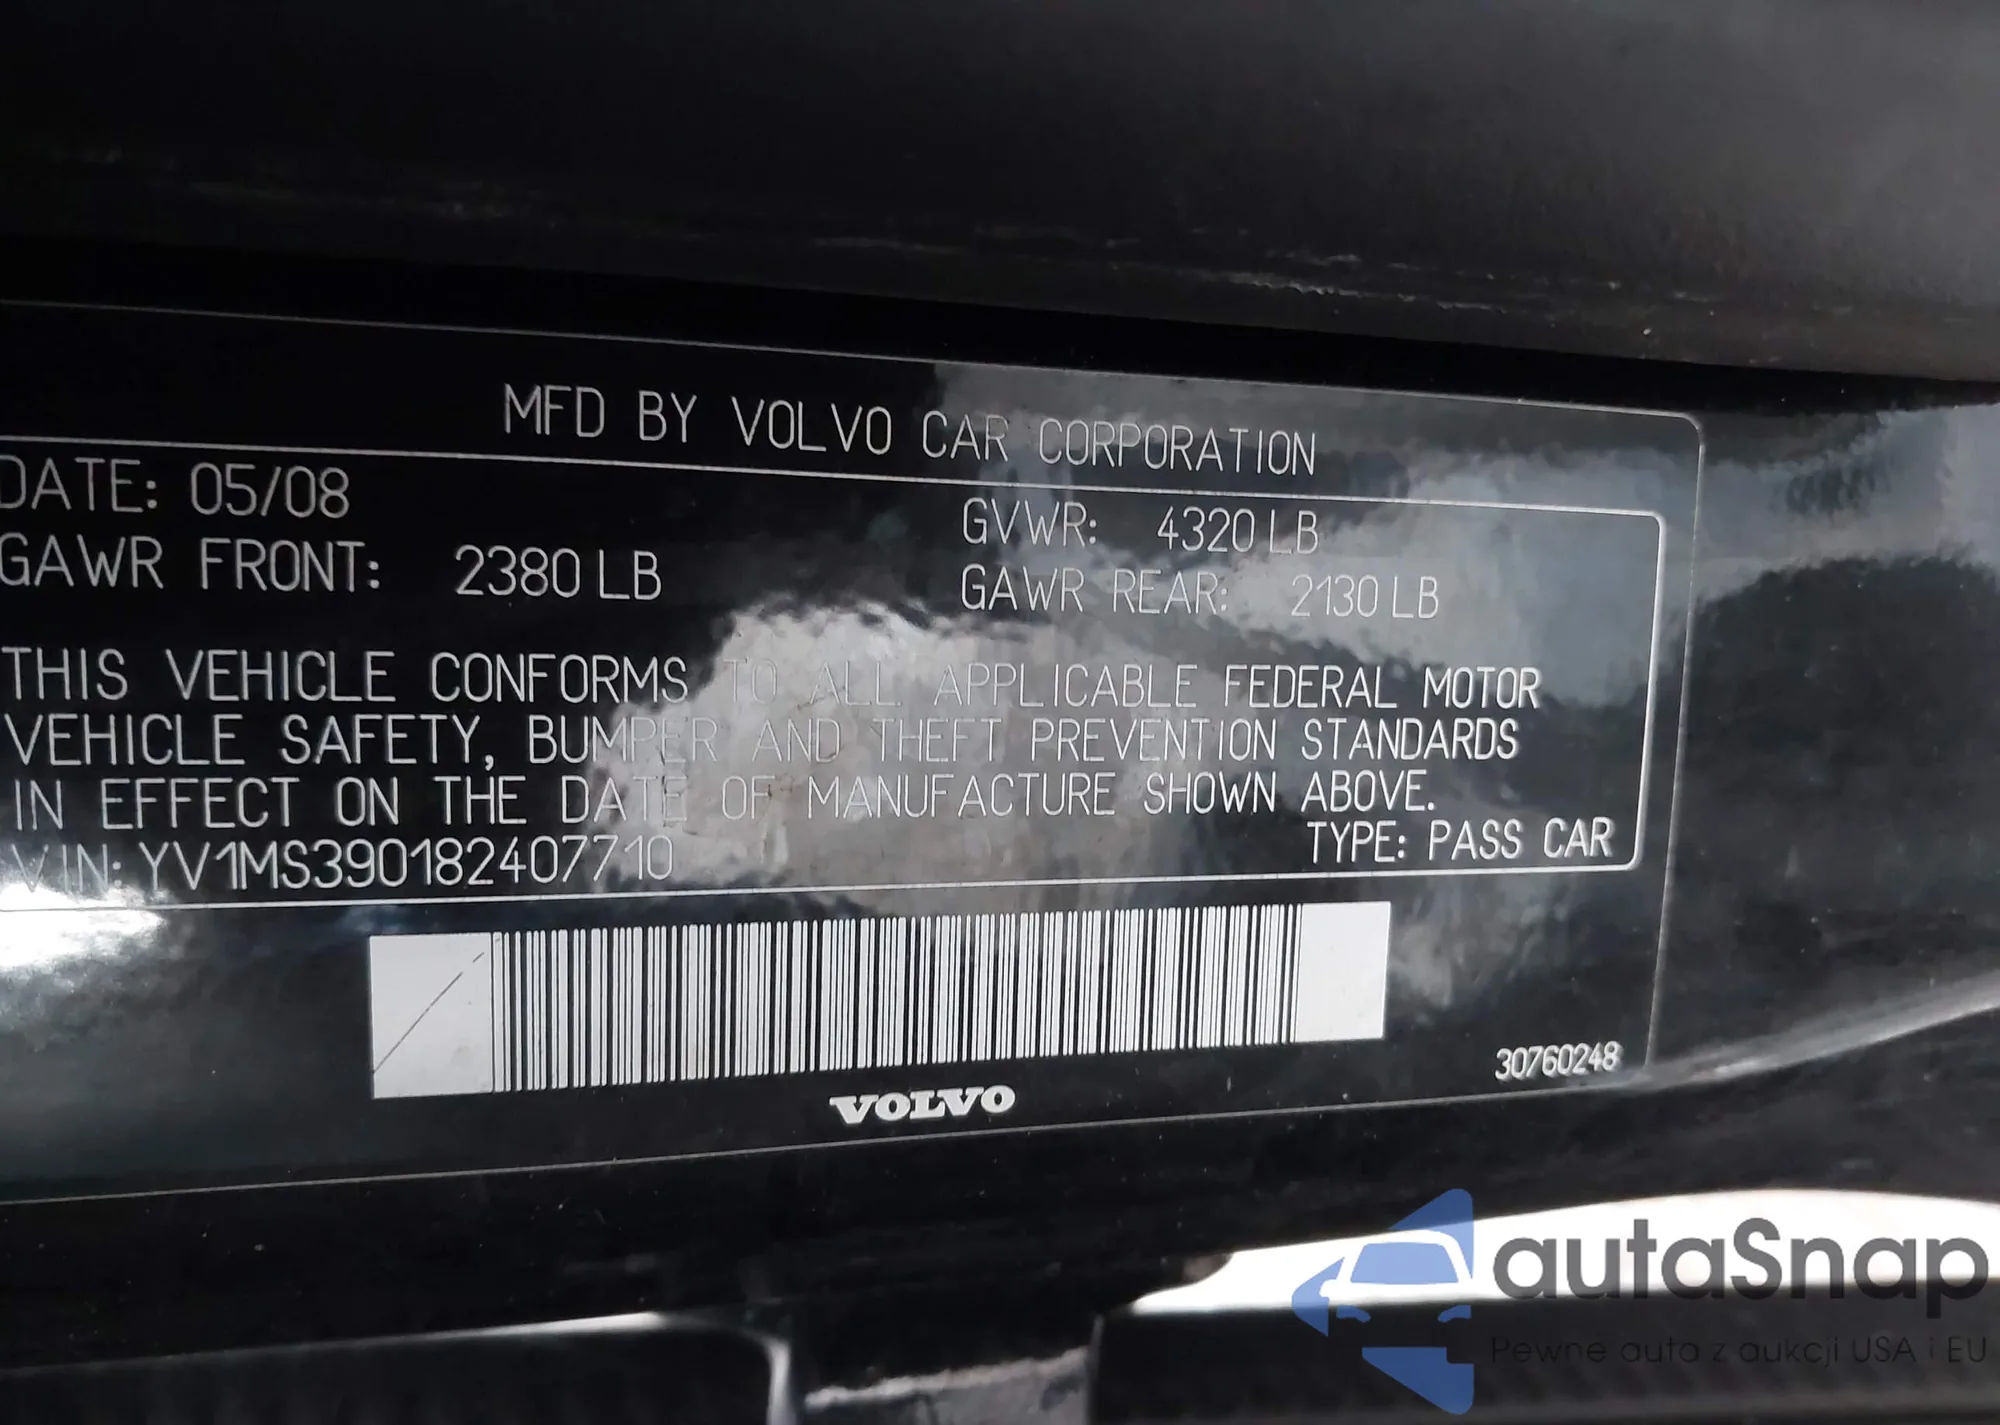 MFD BY VOLVO CAR CORPORATION
DATE: 05/08
GVWR: 4320 LB
GAWR FRONT: 2380 LB
GAWR REAR: 2130 LB
THIS VEHICLE CONFORMS TO ALL APPLICABLE FEDERAL MOTOR
VEHICLE SAFETY, BUMPER AND THEFT PREVENTION STANDARDS
IN EFFECT ON THE DATE OF MANUFACTURE SHOWN ABOVE.
VIN: YV1MS390182407710
TYPE: PASS CAR
30760248
VOLVO
autaSnap
Pewne auta z aukcji USA i EU